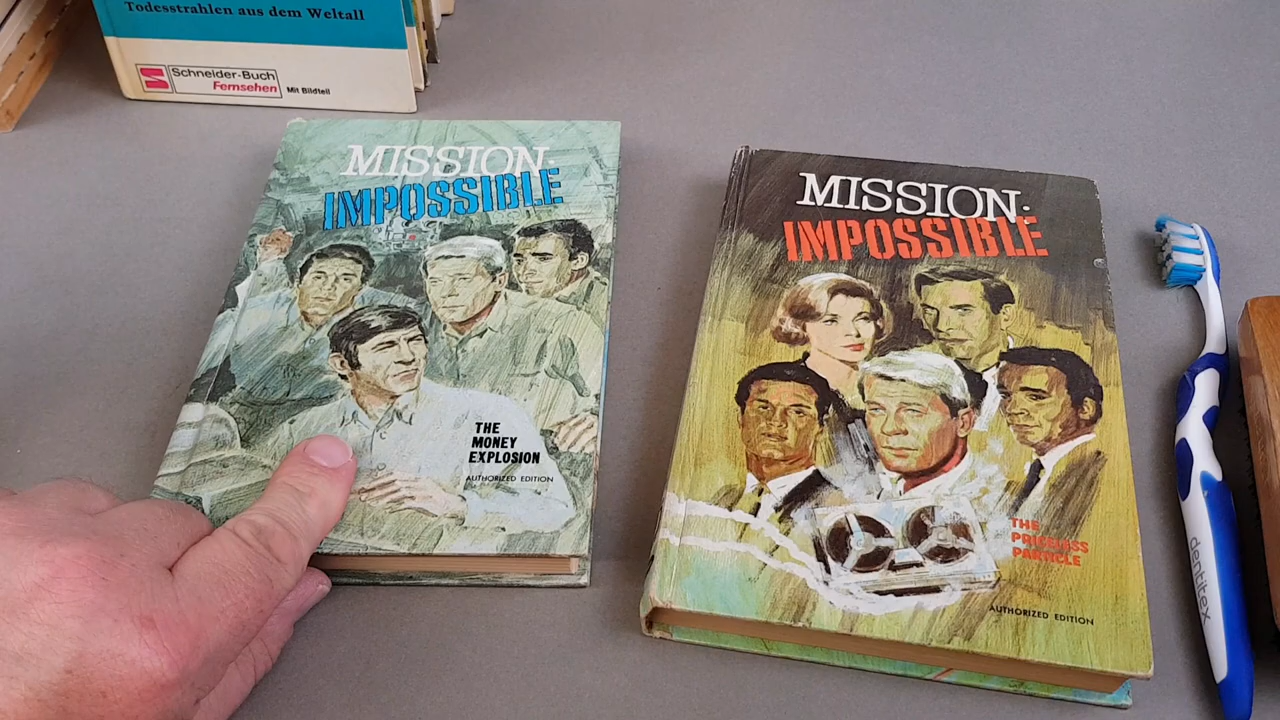 Todesstrahlen aus dem Weltall
Schneider-Buch
Fernsehen
Mit Bildteil
MISSION:
IMPOSSIBLE
THE
MONEY
EXPLOSION
AUTHORIZED EDITION
MISSION:
IMPOSSIBLE
THE
PRICELESS
PARTICLE
AUTHORIZED EDITION
dentitex